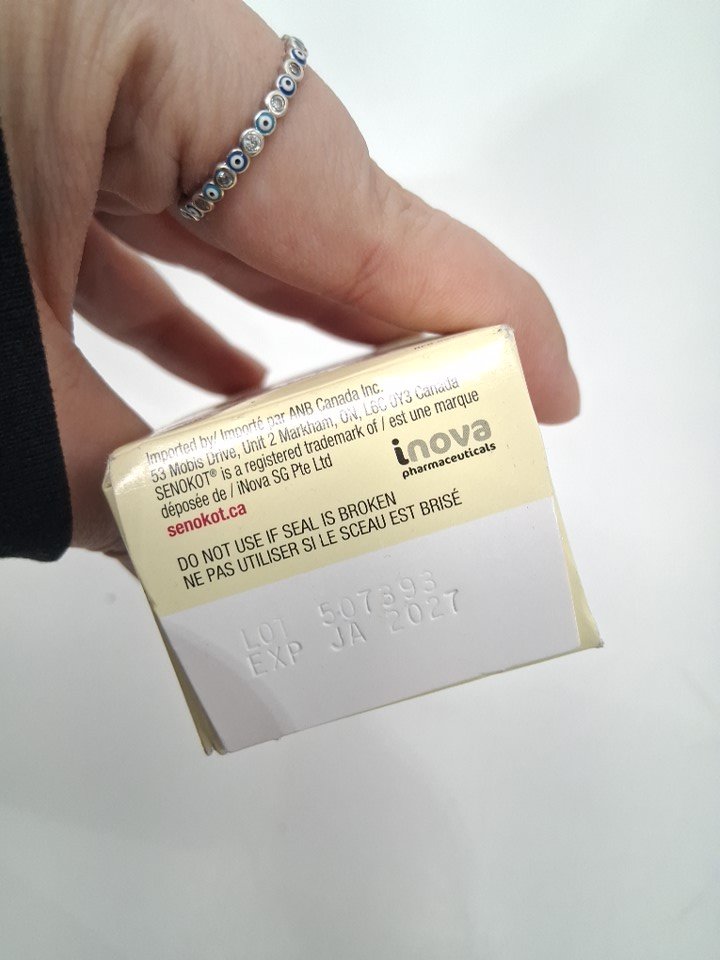 Imported by/ Importé par ANB Canada Inc.
53 Mobis Drive, Unit 2 Markham, ON, L6C 0Y3 Canada
SENOKOT® is a registered trademark of / est une marque
déposée de / iNova SG Pte Ltd
senokot.ca
inova
pharmaceuticals
DO NOT USE IF SEAL IS BROKEN
NE PAS UTILISER SI LE SCEAU EST BRISÉ
LOT 507393
EXP JA 2027